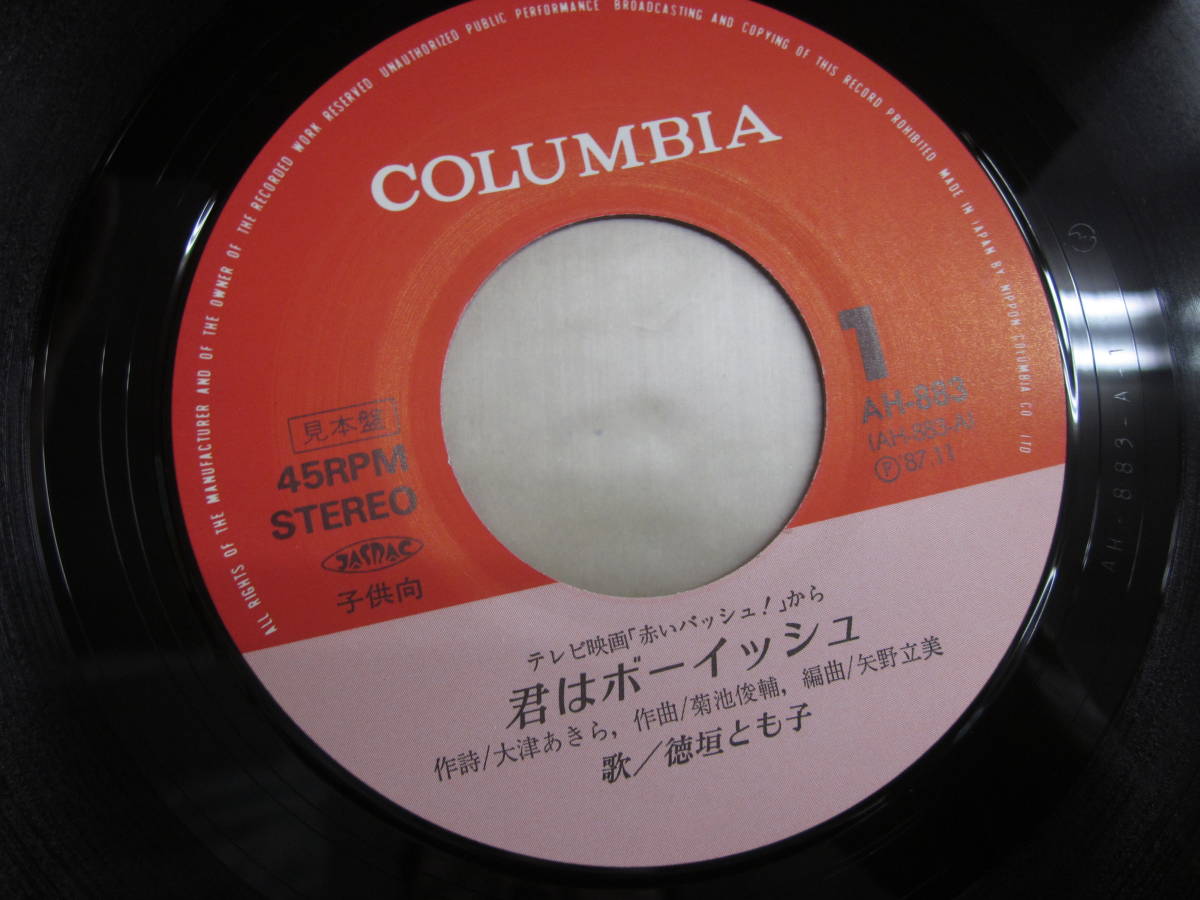 ALL RIGHTS OF THE MANUFACTURER AND OF THE OWNER OF THE RECORDED WORK RESERVED UNAUTHORIZED PUBLIC PERFORMANCE BROADCASTING AND COPYING OF THIS RECORD PROHIBITED MADE IN JAPAN BY NIPPON COLUMBIA CO LTD
COLUMBIA
1
AH-883
(AH-883-A)
Ⓟ'87.11
見本盤
45RPM
STEREO
JASRAC
子供向
テレビ映画「赤いパッシュ!」から
君はボーイッシュ
作詩/大津あきら, 作曲/菊池俊輔, 編曲/矢野立美
歌/徳垣とも子
AH-883-A-1